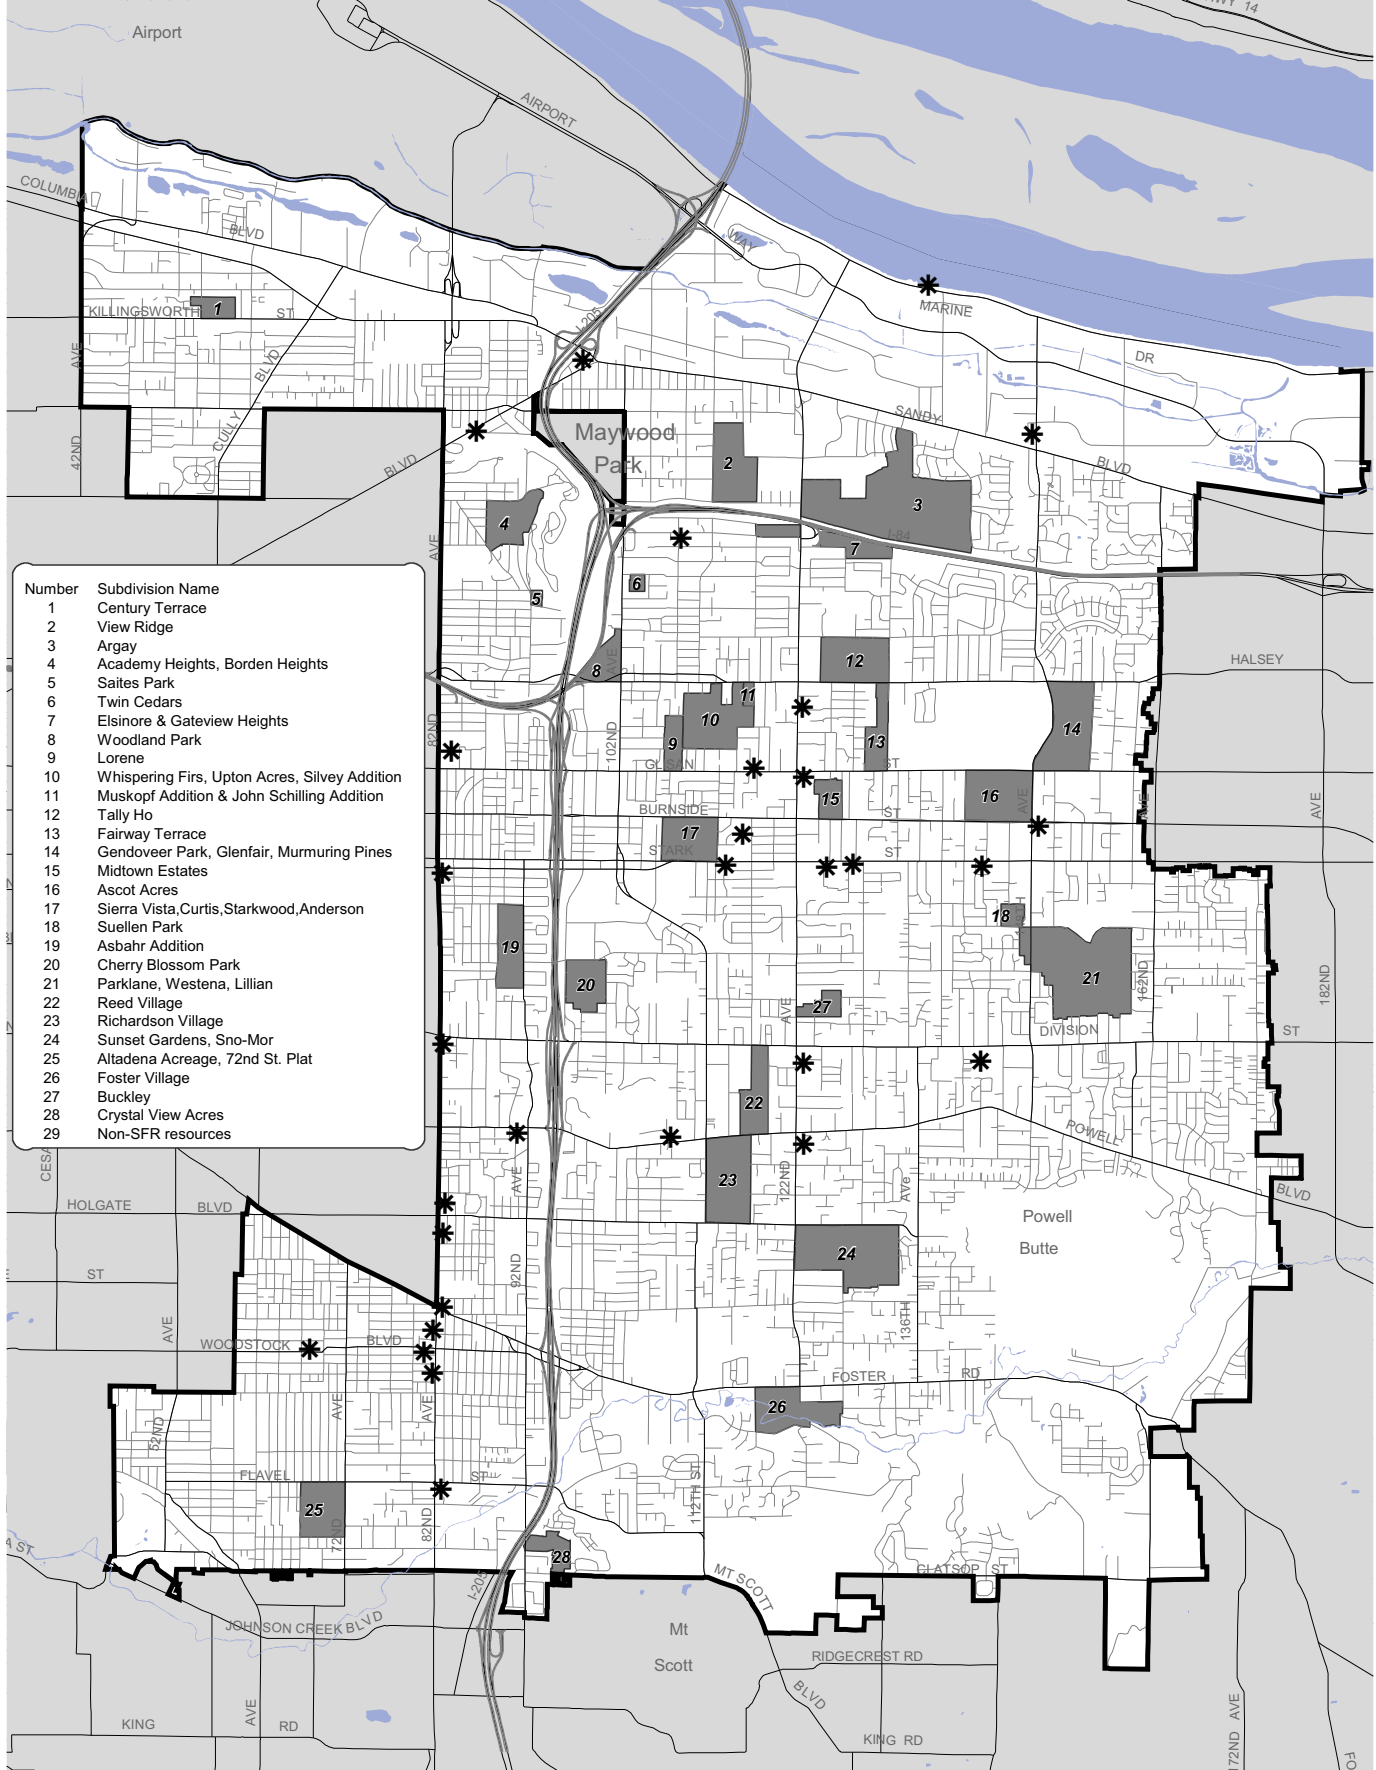 HWY 14
Airport
AIRPORT
COLUMBIA
BLVD
WAY
MARINE
DR
KILLINGSWORTH
1
ST
I-205
AVE
BLVD
CULLY
SANDY
42ND
Maywood
Park
BLVD
BLVD
2
3
4
I-84
AVE
7
6
5
Number Subdivision Name
1 Century Terrace
2 View Ridge
3 Argay
4 Academy Heights, Borden Heights
5 Saites Park
6 Twin Cedars
7 Elsinore & Gateview Heights
8 Woodland Park
9 Lorene
10 Whispering Firs, Upton Acres, Silvey Addition
11 Muskopf Addition & John Schilling Addition
12 Tally Ho
13 Fairway Terrace
14 Gendoveer Park, Glenfair, Murmuring Pines
15 Midtown Estates
16 Ascot Acres
17 Sierra Vista,Curtis,Starkwood,Anderson
18 Suellen Park
19 Asbahr Addition
20 Cherry Blossom Park
21 Parklane, Westena, Lillian
22 Reed Village
23 Richardson Village
24 Sunset Gardens, Sno-Mor
25 Altadena Acreage, 72nd St. Plat
26 Foster Village
27 Buckley
28 Crystal View Acres
29 Non-SFR resources
HALSEY
AVE
8
12
11
10
14
82ND
102ND
9
13
GLISAN
ST
15
16
AVE
AVE
AVE
BURNSIDE
ST
17
STARK
ST
18
148TH
19
20
21
162ND
182ND
AVE
27
DIVISION
ST
22
POWELL
CESA
AVE
23
122ND
AVe
BLVD
HOLGATE
BLVD
Powell
Butte
24
92ND
ST
136TH
AVE
WOODSTOCK
BLVD
FOSTER
RD
AVE
AVE
26
52ND
FLAVEL
ST
112TH ST
25
72ND
82ND
28
A ST
CLATSOP ST
MT SCOTT
I-205
JOHNSON CREEK BLVD
Mt
Scott
RIDGECREST RD
BLVD
AVE
KING
RD
KING RD
172ND AVE
FO